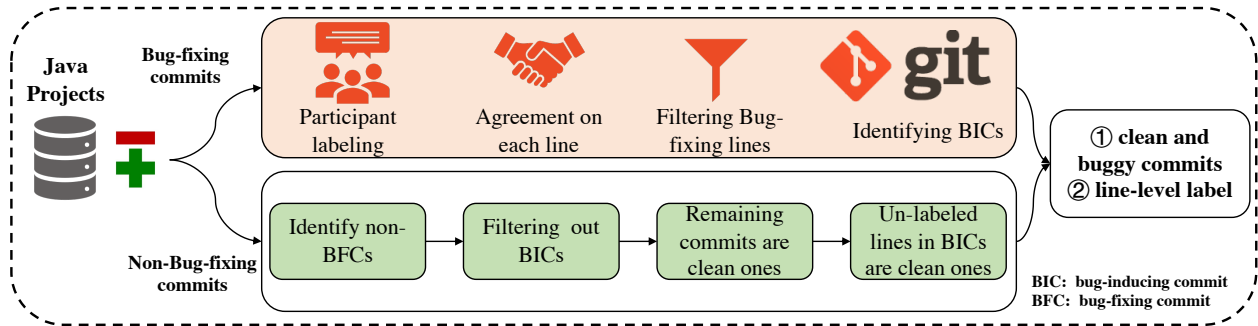 Java
Projects
Bug-fixing
commits
Participant
labeling
Agreement on
each line
Filtering Bug-
fixing lines
git
Identifying BICs
Non-Bug-fixing
commits
Identify non-
BFCs
Filtering out
BICs
Remaining
commits are
clean ones
Un-labeled
lines in BICs
are clean ones
① clean and
buggy commits
② line-level label
BIC: bug-inducing commit
BFC: bug-fixing commit